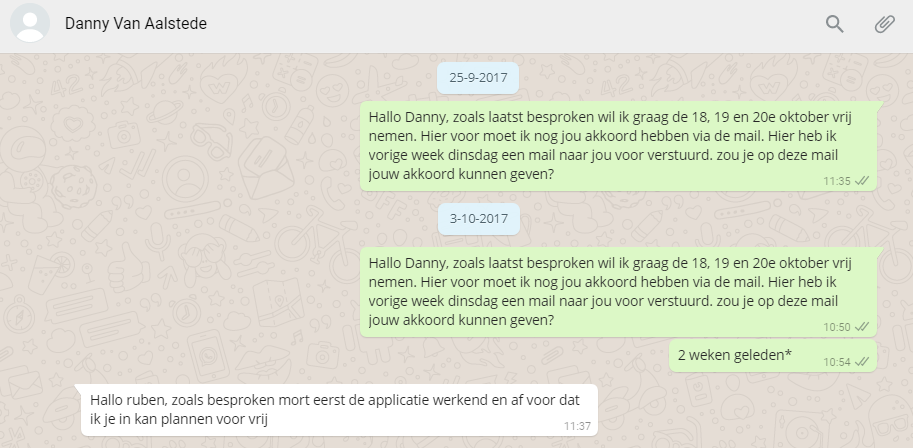 Danny Van Aalstede
25-9-2017
Hallo Danny, zoals laatst besproken wil ik graag de 18, 19 en 20e oktober vrij
nemen. Hier voor moet ik nog jou akkoord hebben via de mail. Hier heb ik
vorige week dinsdag een mail naar jou voor verstuurd. zou je op deze mail
jouw akkoord kunnen geven?
11:35
3-10-2017
Hallo Danny, zoals laatst besproken wil ik graag de 18, 19 en 20e oktober vrij
nemen. Hier voor moet ik nog jou akkoord hebben via de mail. Hier heb ik
vorige week dinsdag een mail naar jou voor verstuurd. zou je op deze mail
jouw akkoord kunnen geven?
10:50
2 weken geleden*
10:54
Hallo ruben, zoals besproken mort eerst de applicatie werkend en af voor dat
ik je in kan plannen voor vrij
11:37